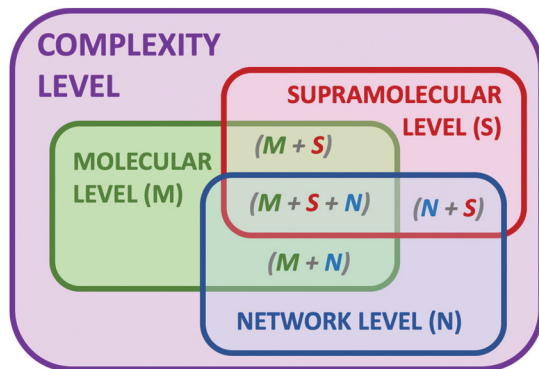 COMPLEXITY
LEVEL
SUPRAMOLECULAR
LEVEL (S)
(M + S)
MOLECULAR
LEVEL (M)
(M + S + N)
(N + S)
(M + N)
NETWORK LEVEL (N)